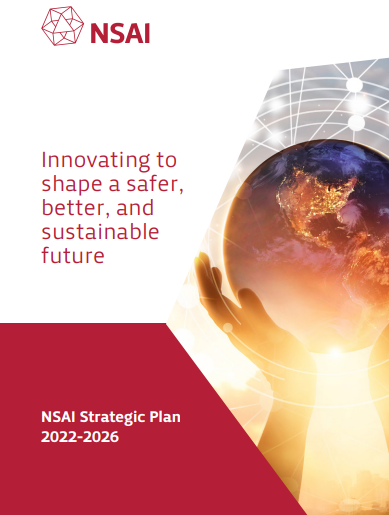 NSAI
Innovating to
shape a safer,
better, and
sustainable
future
NSAI Strategic Plan
2022-2026